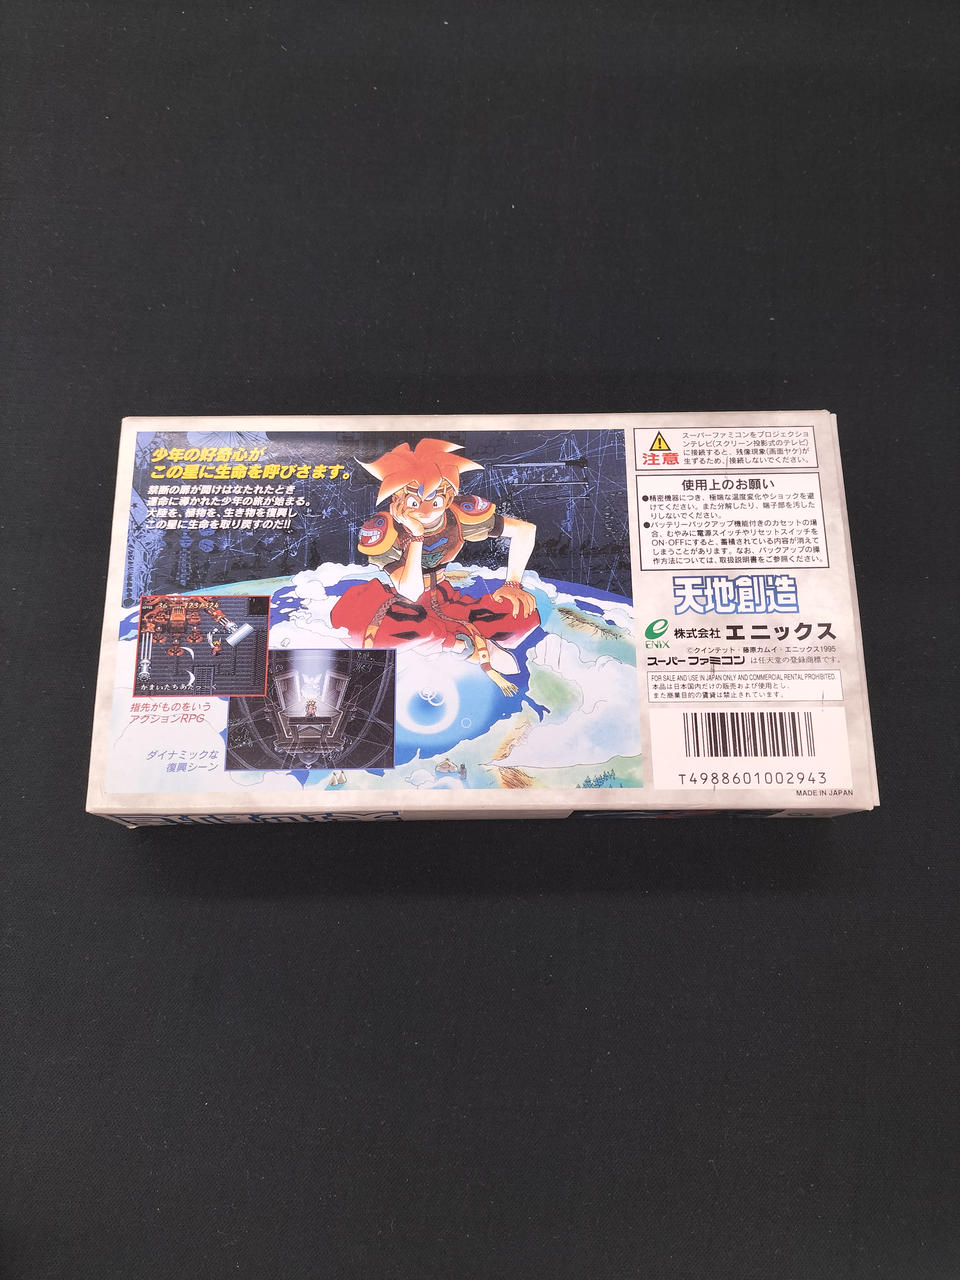 少年の好奇心が
この星に生命を呼びさます。
禁断の扉が開けはなたれたとき
運命に導かれた少年の旅が始まる。
大陸を、植物を、生き物を復興し
この星に生命を取り戻すのだ!!
かまいたちあたっ
指先がものをいう
アクションRPG
ダイナミックな
復興シーン
注意
スーパーファミコンをプロジェクショ
ンテレビ(スクリーン投影式のテレビ)
に接続すると、残像現象(画面ヤケ)が
生ずるため、接続しないでください。
使用上のお願い
●精密機器につき、極端な温度変化やショックを避
けてください。また分解したり、端子部を汚した
りしないでください。
●バッテリーバックアップ機能付きのカセットの場
合、むやみに電源スイッチやリセットスイッチを
ON・OFFにすると、蓄積されている内容が消えて
しまうことがあります。なお、バックアップの操
作方法については、取扱説明書をご参照ください。
天地創造
ENIX 株式会社 エニックス
©クインテット・藤原カムイ・エニックス1995
スーパーファミコン は任天堂の登録商標です。
FOR SALE AND USE IN JAPAN ONLY AND COMMERCIAL RENTAL PROHIBITED.
本品は日本国内だけの販売および使用とし、
また商業目的の賃貸は禁止されています。
T4988601002943
MADE IN JAPAN